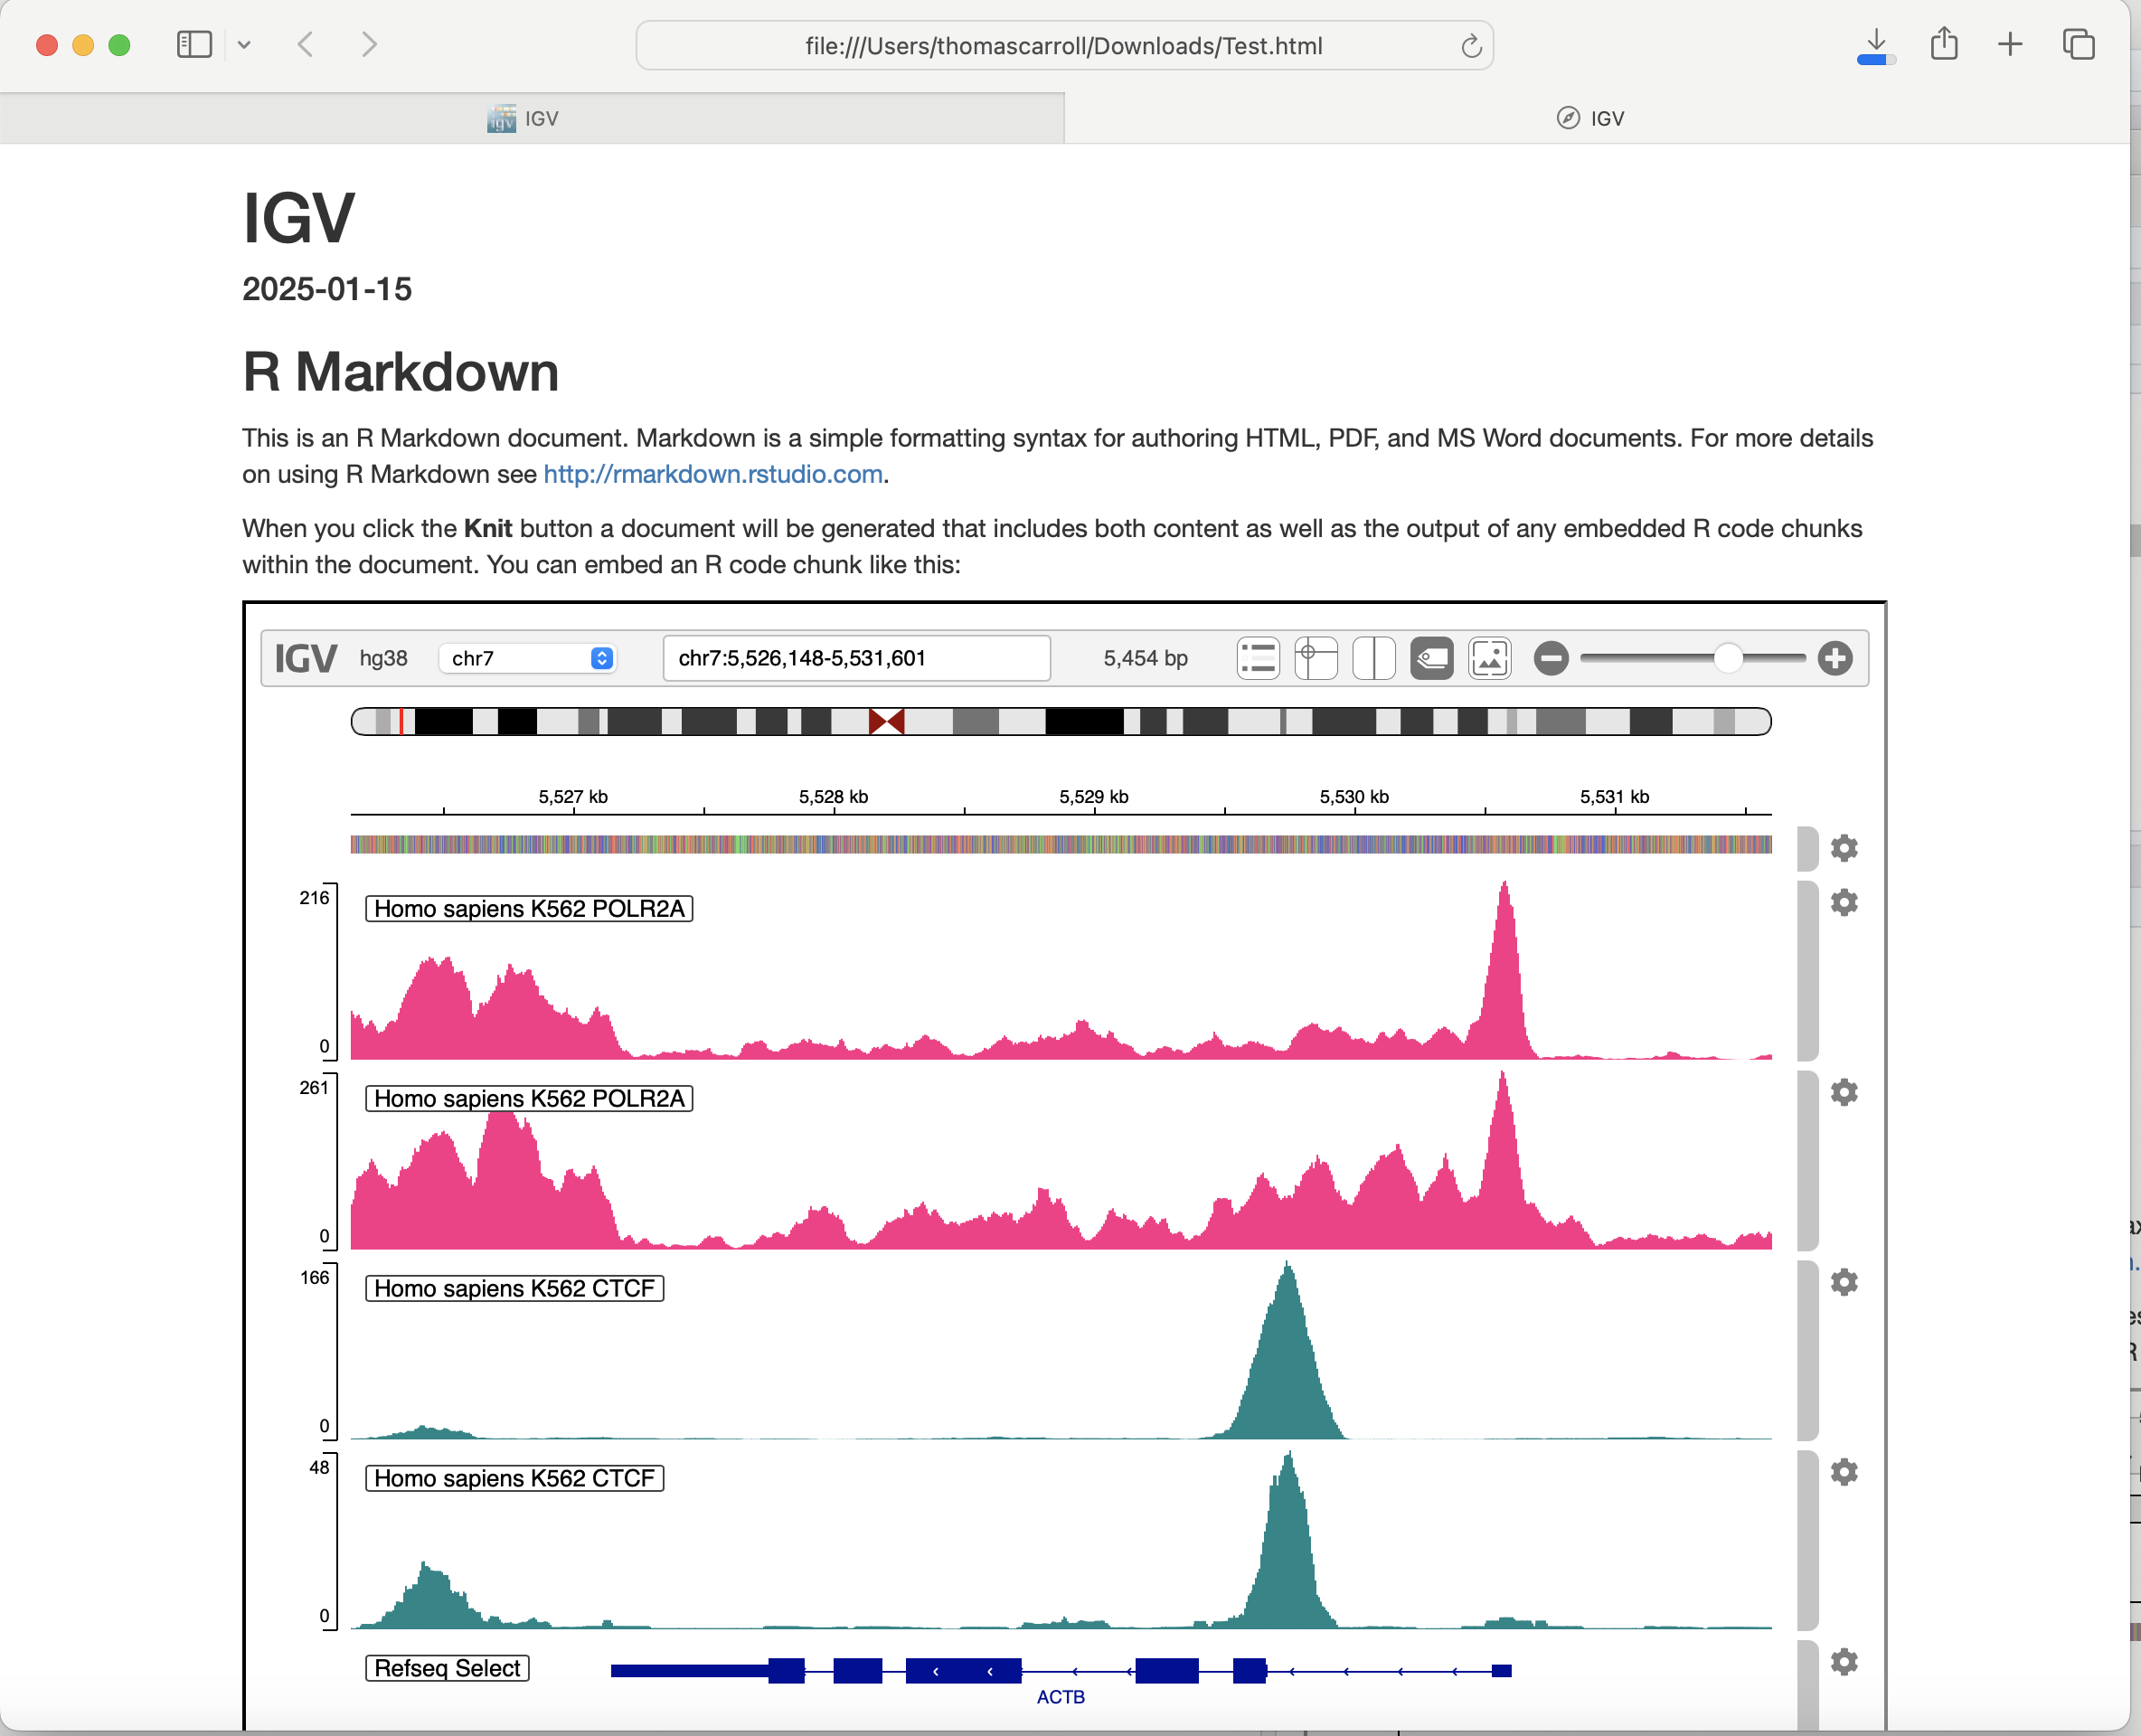 file:///Users/thomascarroll/Downloads/Test.html
igv IGV
IGV
IGV
2025-01-15
R Markdown
This is an R Markdown document. Markdown is a simple formatting syntax for authoring HTML, PDF, and MS Word documents. For more details
on using R Markdown see http://rmarkdown.rstudio.com.
When you click the Knit button a document will be generated that includes both content as well as the output of any embedded R code chunks
within the document. You can embed an R code chunk like this:
IGV hg38 chr7 chr7:5,526,148-5,531,601 5,454 bp
5,527 kb 5,528 kb 5,529 kb 5,530 kb 5,531 kb
216
Homo sapiens K562 POLR2A
0
261
Homo sapiens K562 POLR2A
0
166
Homo sapiens K562 CTCF
0
48
Homo sapiens K562 CTCF
0
Refseq Select
ACTB